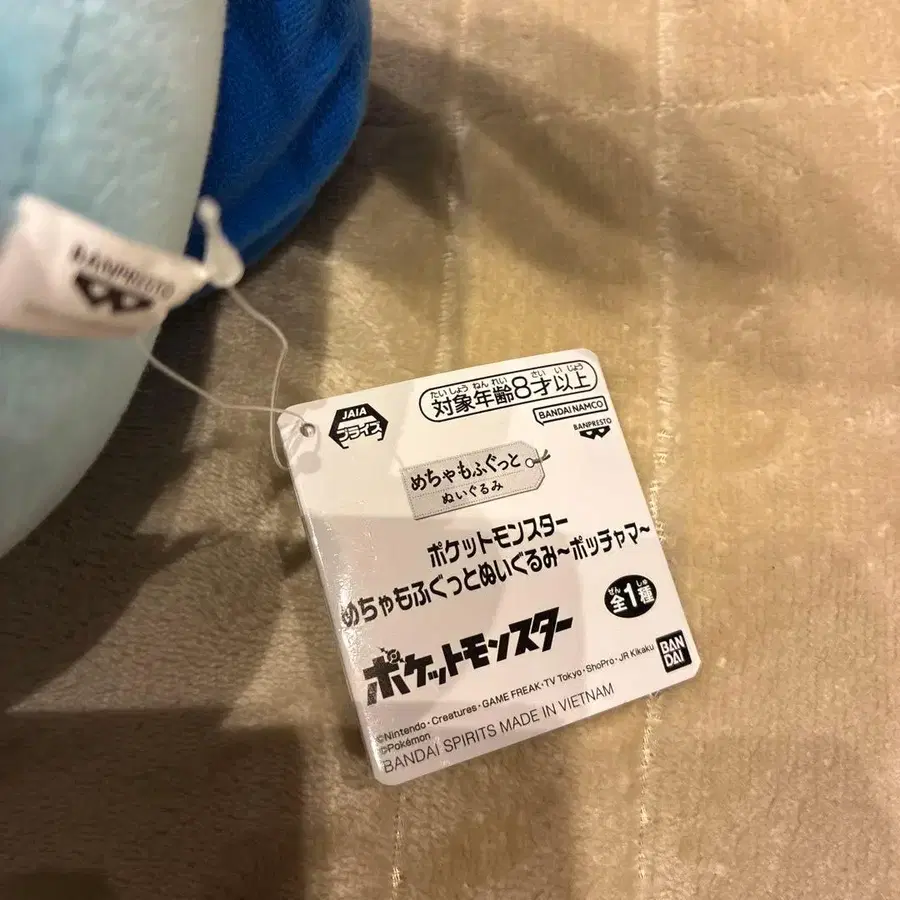 BANPRESTO
JAIA
プライズ
たいしょう ねんれい さい いじょう
対象年齢8才以上
BANDAI NAMCO
BANPRESTO
めちゃもふぐっと
ぬいぐるみ
ポケットモンスター
めちゃもふぐっとぬいぐるみ〜ポッチャマ〜
ぜん しゅ
全1種
ポケットモンスター
BAN
DAI
©Nintendo・Creatures・GAME FREAK・TV Tokyo・ShoPro・JR Kikaku
©Pokémon
BANDAI SPIRITS MADE IN VIETNAM